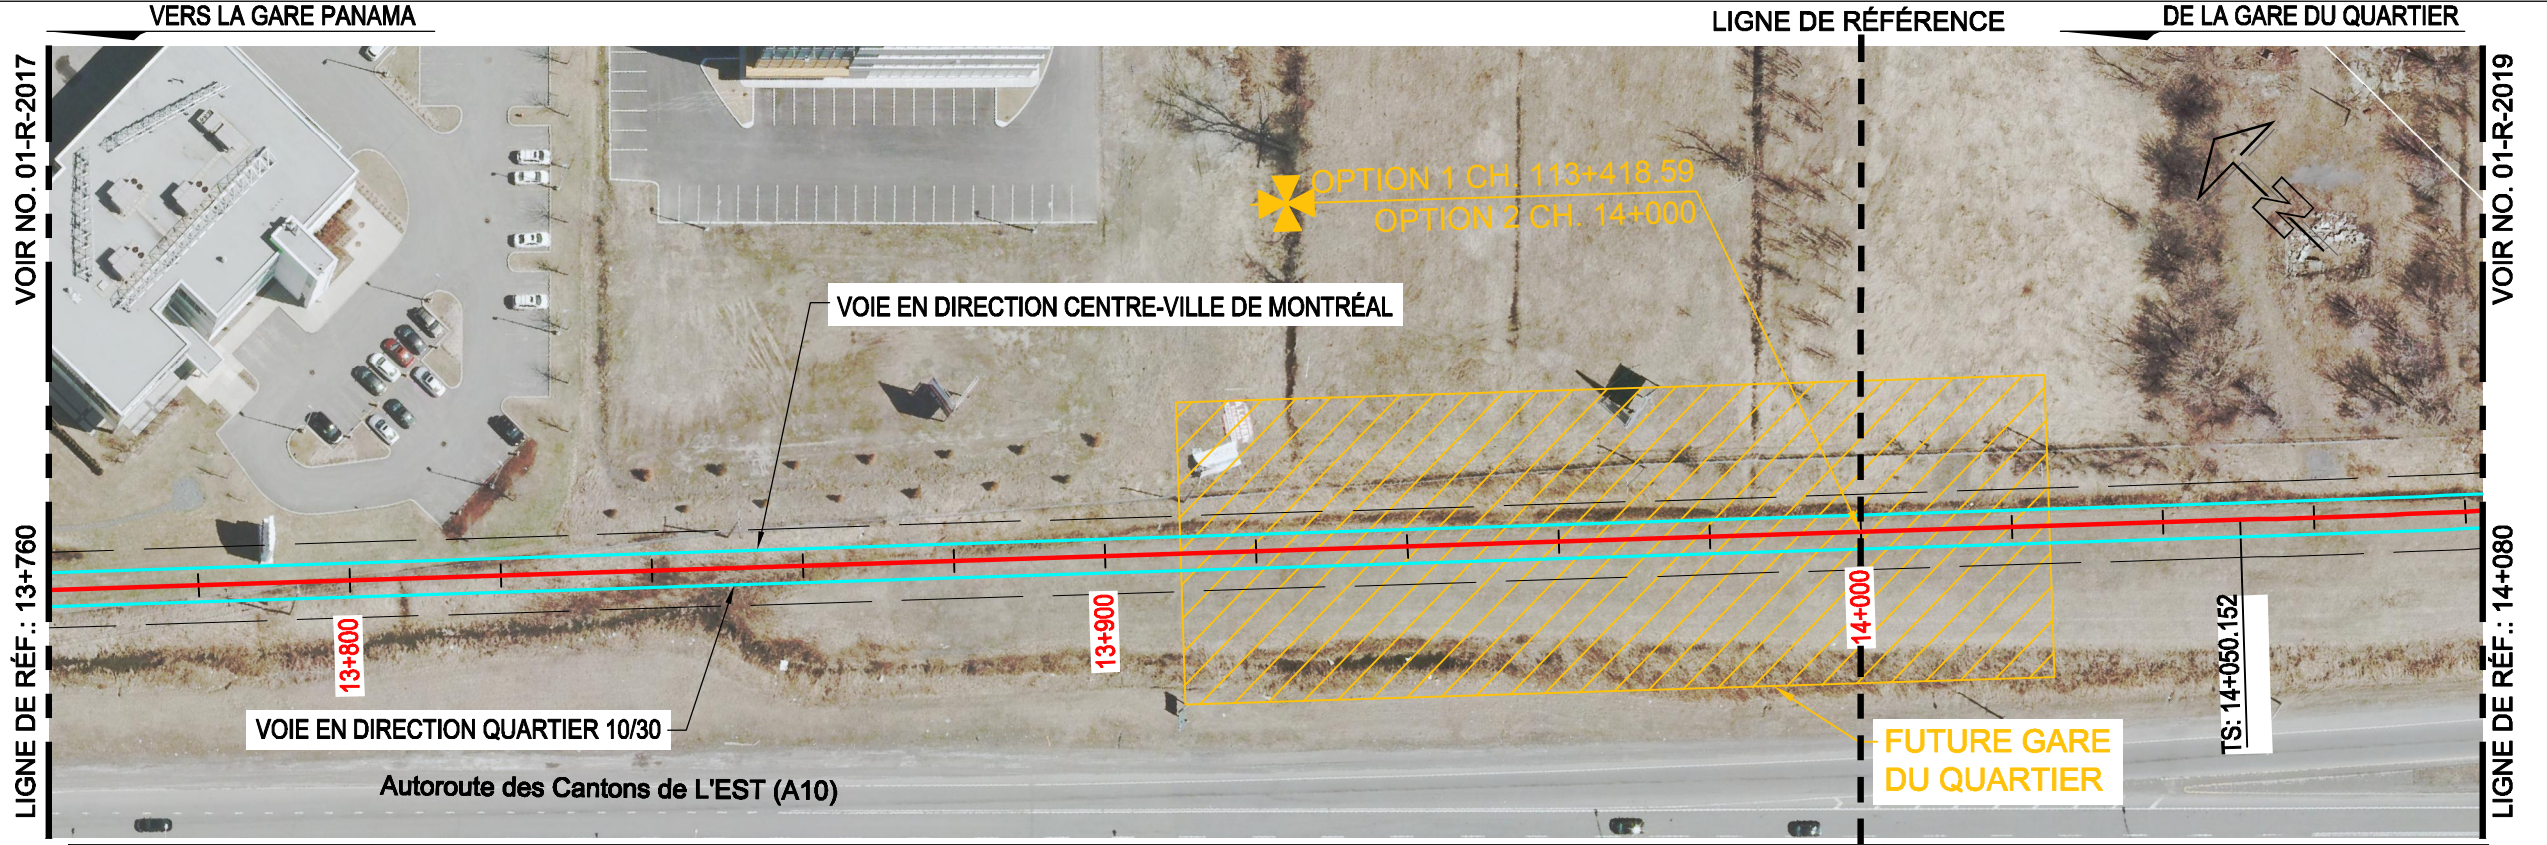 VERS LA GARE PANAMA
LIGNE DE RÉFÉRENCE
DE LA GARE DU QUARTIER
VOIR NO. 01-R-2017
VOIR NO. 01-R-2019
OPTION 1 CH. 113+418.59
OPTION 2 CH. 14+000
N
VOIE EN DIRECTION CENTRE-VILLE DE MONTRÉAL
LIGNE DE RÉF.: 13+760
13+800
13+900
14+000
TS: 14+050.152
LIGNE DE RÉF.: 14+080
VOIE EN DIRECTION QUARTIER 10/30
FUTURE GARE
DU QUARTIER
Autoroute des Cantons de L'EST (A10)